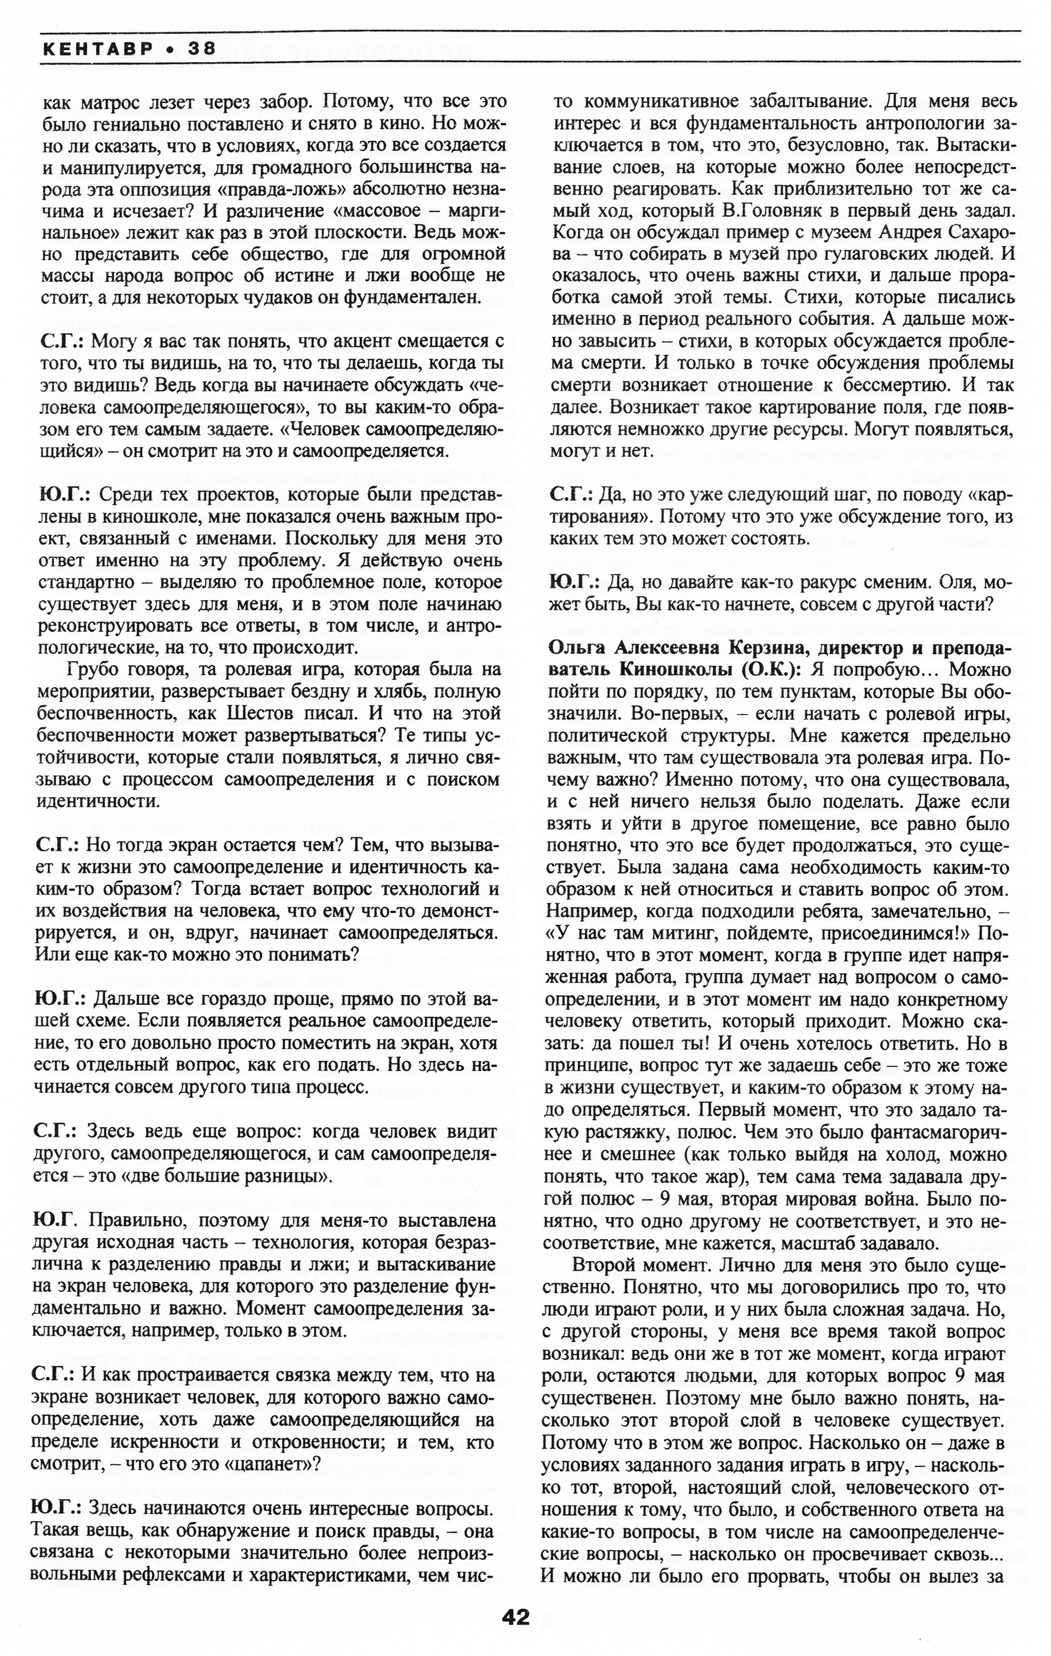 КЕНТАВР • 38
как матрос лезет через забор. Потому, что все это
было гениально поставлено и снято в кино. Но мож-
но ли сказать, что в условиях, когда это все создается
и манипулируется, для громадного большинства на-
рода эта оппозиция «правда-ложь» абсолютно незна-
чима и исчезает? И различение «массовое – марги-
нальное» лежит как раз в этой плоскости. Ведь мож-
но представить себе общество, где для огромной
массы народа вопрос об истине и лжи вообще не
стоит, а для некоторых чудаков он фундаментален.
С.Г.: Могу я вас так понять, что акцент смещается с
того, что ты видишь, на то, что ты делаешь, когда ты
это видишь? Ведь когда вы начинаете обсуждать «че-
ловека самоопределяющегося», то вы каким-то обра-
зом его тем самым задаете. «Человек самоопределяю-
щийся» – он смотрит на это и самоопределяется.
Ю.Г.: Среди тех проектов, которые были представ-
лены в киношколе, мне показался очень важным про-
ект, связанный с именами. Поскольку для меня это
ответ именно на эту проблему. Я действую очень
стандартно – выделяю то проблемное поле, которое
существует здесь для меня, и в этом поле начинаю
реконструировать все ответы, в том числе, и антро-
пологические, на то, что происходит.
Грубо говоря, та ролевая игра, которая была на
мероприятии, разверстывает бездну и хлябь, полную
беспочвенность, как Шестов писал. И что на этой
беспочвенности может развертываться? Те типы ус-
тойчивости, которые стали появляться, я лично свя-
зываю с процессом самоопределения и с поиском
идентичности.
С.Г.: Но тогда экран остается чем? Тем, что вызыва-
ет к жизни это самоопределение и идентичность ка-
ким-то образом? Тогда встает вопрос технологий и
их воздействия на человека, что ему что-то демонст-
рируется, и он, вдруг, начинает самоопределяться.
Или еще как-то можно это понимать?
Ю.Г.: Дальше все гораздо проще, прямо по этой ва-
шей схеме. Если появляется реальное самоопределе-
ние, то его довольно просто поместить на экран, хотя
есть отдельный вопрос, как его подать. Но здесь на-
чинается совсем другого типа процесс.
С.Г.: Здесь ведь еще вопрос: когда человек видит
другого, самоопределяющегося, и сам самоопределя-
ется – это «две большие разницы».
Ю.Г. Правильно, поэтому для меня-то выставлена
другая исходная часть – технология, которая безраз-
лична к разделению правды и лжи; и вытаскивание
на экран человека, для которого это разделение фун-
даментально и важно. Момент самоопределения за-
ключается, например, только в этом.
С.Г.: И как простраивается связка между тем, что на
экране возникает человек, для которого важно само-
определение, хоть даже самоопределяющийся на
пределе искренности и откровенности; и тем, кто
смотрит, – что его это «цапанет»?
Ю.Г.: Здесь начинаются очень интересные вопросы.
Такая вещь, как обнаружение и поиск правды, – она
связана с некоторыми значительно более непроиз-
вольными рефлексами и характеристиками, чем чис-
то коммуникативное забалтывание. Для меня весь
интерес и вся фундаментальность антропологии за-
ключается в том, что это, безусловно, так. Вытаски-
вание слоев, на которые можно более непосредст-
венно реагировать. Как приблизительно тот же са-
мый ход, который В.Головняк в первый день задал.
Когда он обсуждал пример с музеем Андрея Сахаро-
ва – что собирать в музей про гулаговских людей. И
оказалось, что очень важны стихи, и дальше прора-
ботка самой этой темы. Стихи, которые писались
именно в период реального события. А дальше мож-
но завысить – стихи, в которых обсуждается пробле-
ма смерти. И только в точке обсуждения проблемы
смерти возникает отношение к бессмертию. И так
далее. Возникает такое картирование поля, где появ-
ляются немножко другие ресурсы. Могут появляться,
могут и нет.
С.Г.: Да, но это уже следующий шаг, по поводу «кар-
тирования». Потому что это уже обсуждение того, из
каких тем это может состоять.
Ю.Г.: Да, но давайте как-то ракурс сменим. Оля, мо-
жет быть, Вы как-то начнете, совсем с другой части?
Ольга Алексеевна Керзина, директор и препода-
ватель Киношколы (О.К.): Я попробую... Можно
пойти по порядку, по тем пунктам, которые Вы обо-
значили. Во-первых, – если начать с ролевой игры,
политической структуры. Мне кажется предельно
важным, что там существовала эта ролевая игра. По-
чему важно? Именно потому, что она существовала,
и с ней ничего нельзя было поделать. Даже если
взять и уйти в другое помещение, все равно было
понятно, что это все будет продолжаться, это суще-
ствует. Была задана сама необходимость каким-то
образом к ней относиться и ставить вопрос об этом.
Например, когда подходили ребята, замечательно, –
«У нас там митинг, пойдемте, присоединимся!» По-
нятно, что в этот момент, когда в группе идет напря-
женная работа, группа думает над вопросом о само-
определении, и в этот момент им надо конкретному
человеку ответить, который приходит. Можно ска-
зать: да пошел ты! И очень хотелось ответить. Но в
принципе, вопрос тут же задаешь себе – это же тоже
в жизни существует, и каким-то образом к этому на-
до определяться. Первый момент, что это задало та-
кую растяжку, полюс. Чем это было фантасмагорич-
нее и смешнее (как только выйдя на холод, можно
понять, что такое жар), тем сама тема задавала дру-
гой полюс – 9 мая, вторая мировая война. Было по-
нятно, что одно другому не соответствует, и это не-
соответствие, мне кажется, масштаб задавало.
Второй момент. Лично для меня это было суще-
ственно. Понятно, что мы договорились про то, что
люди играют роли, и у них была сложная задача. Но,
с другой стороны, у меня все время такой вопрос
возникал: ведь они же в тот же момент, когда играют
роли, остаются людьми, для которых вопрос 9 мая
существенен. Поэтому мне было важно понять, на-
сколько этот второй слой в человеке существует.
Потому что в этом же вопрос. Насколько он – даже в
условиях заданного задания играть в игру, – насколь-
ко тот, второй, настоящий слой, человеческого от-
ношения к тому, что было, и собственного ответа на
какие-то вопросы, в том числе на самоопределенче-
ские вопросы, – насколько он просвечивает сквозь...
И можно ли было его прорвать, чтобы он вылез за
42